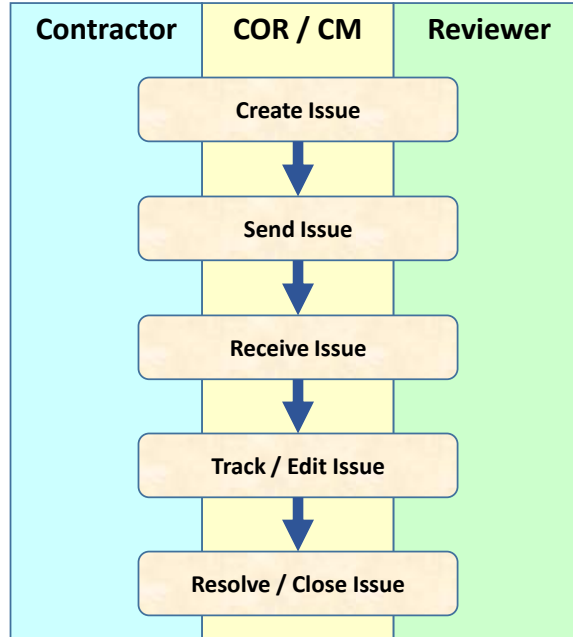 Contractor
COR / CM
Reviewer
Create Issue
Send Issue
Receive Issue
Track / Edit Issue
Resolve / Close Issue